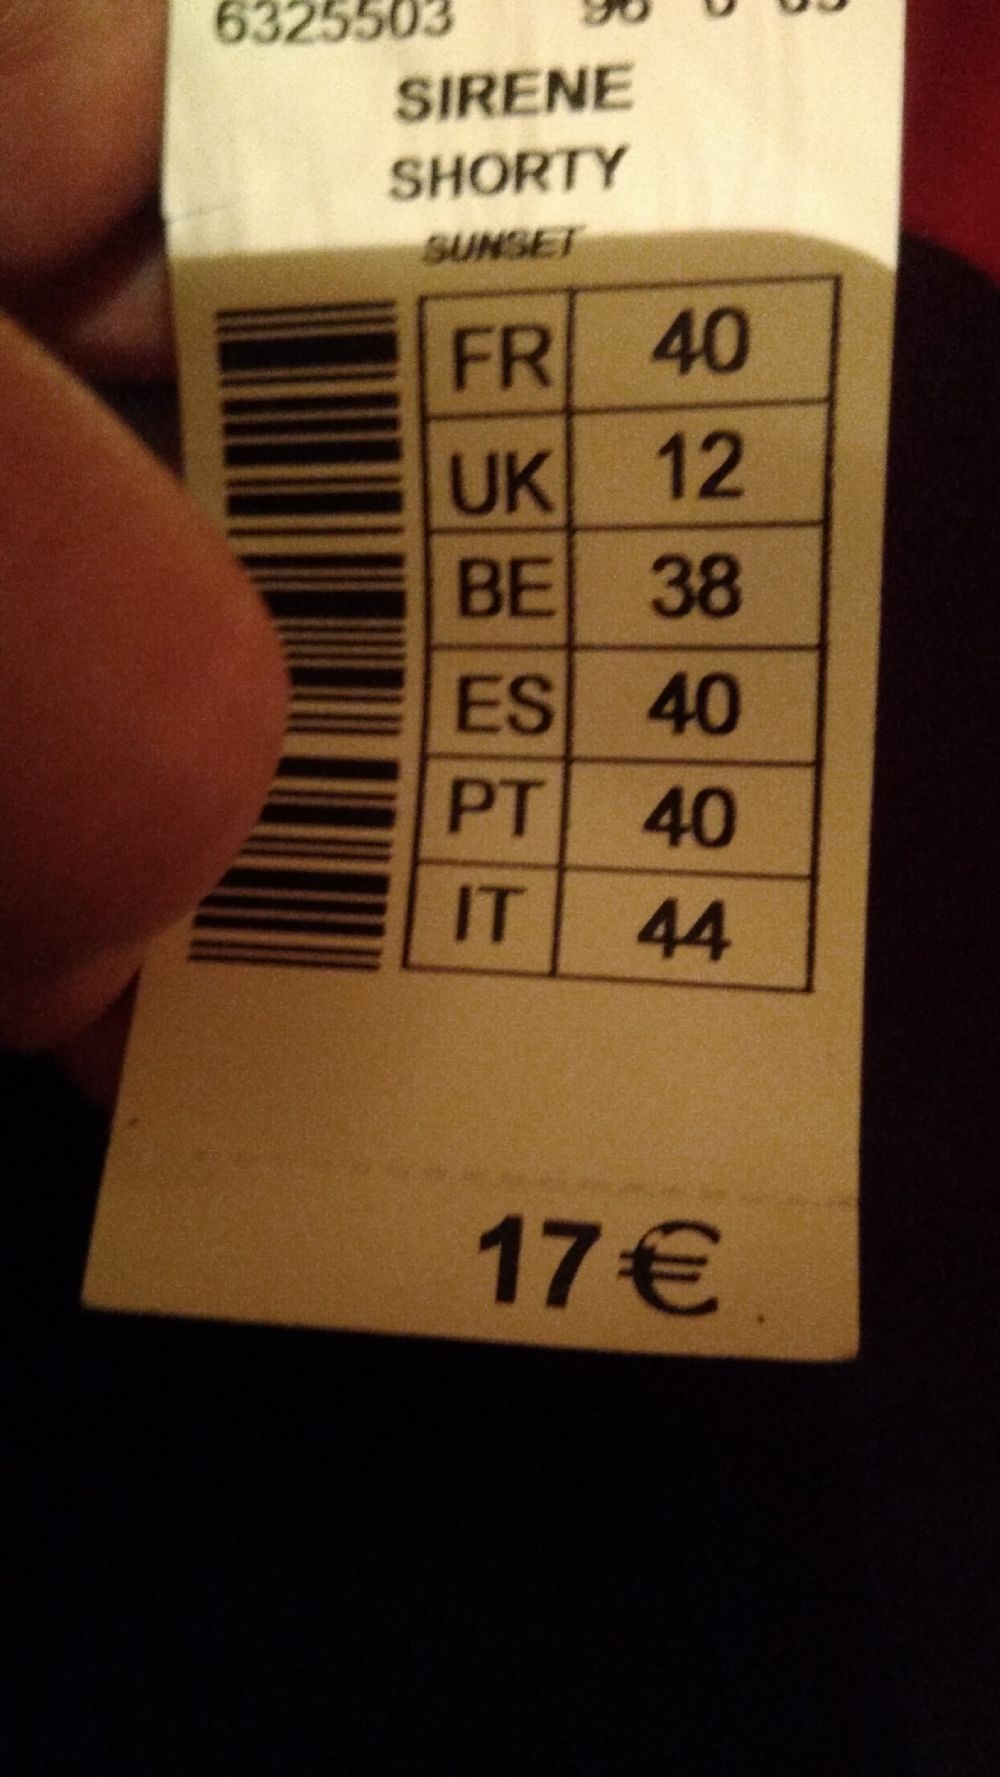 6325503
SIRENE
SHORTY
SUNSET
FR 40
UK 12
BE 38
ES 40
PT 40
IT 44
17€